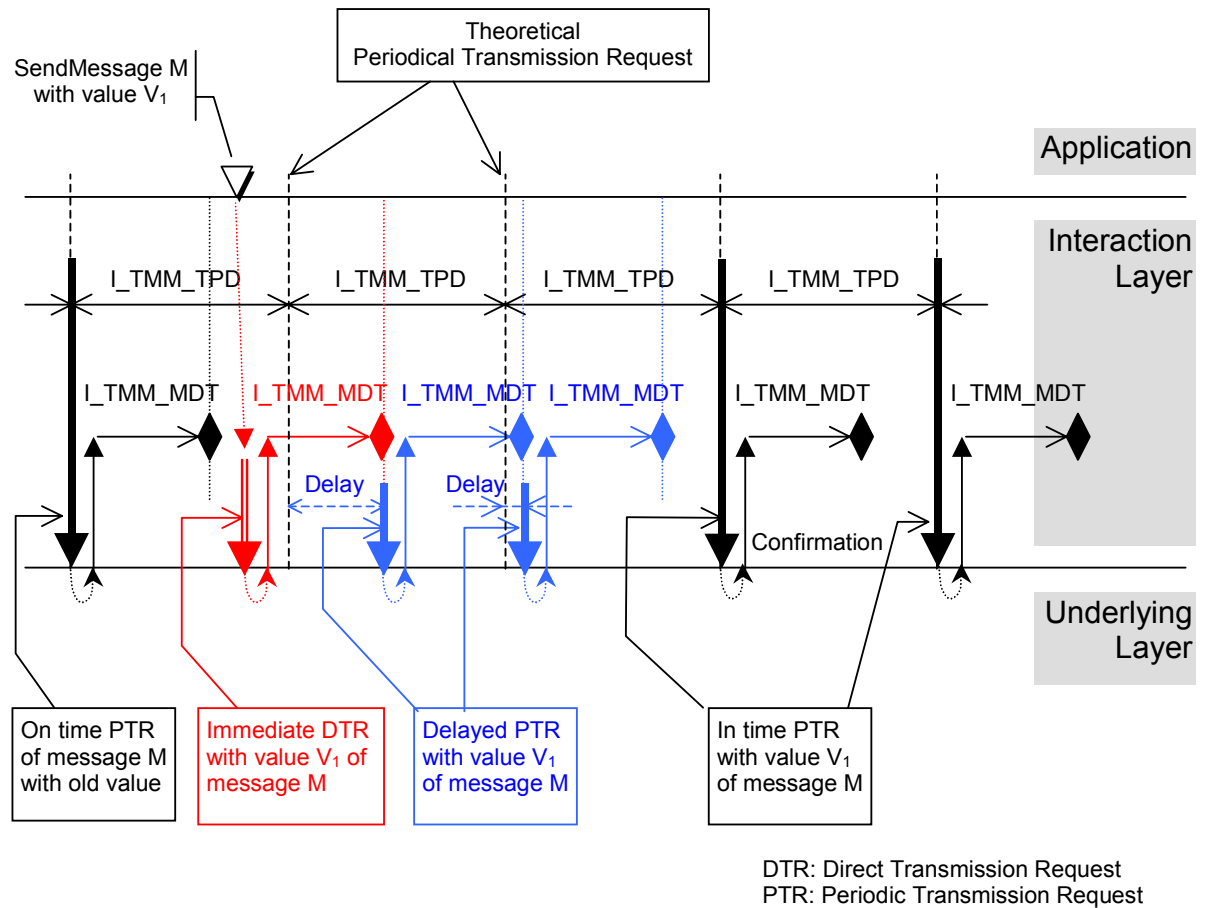 Theoretical
Periodical Transmission Request
SendMessage M
with value V1
Application
Interaction
Layer
I_TMM_TPD
I_TMM_TPD
I_TMM_TPD
I_TMM_TPD
I_TMM_MDT
I_TMM_MDT
I_TMM_MDT
I_TMM_MDT
I_TMM_MDT
I_TMM_MDT
Delay
Delay
Confirmation
Underlying
Layer
On time PTR
of message M
with old value
Immediate DTR
with value V1 of
message M
Delayed PTR
with value V1
of message M
In time PTR
with value V1
of message M
DTR: Direct Transmission Request
PTR: Periodic Transmission Request